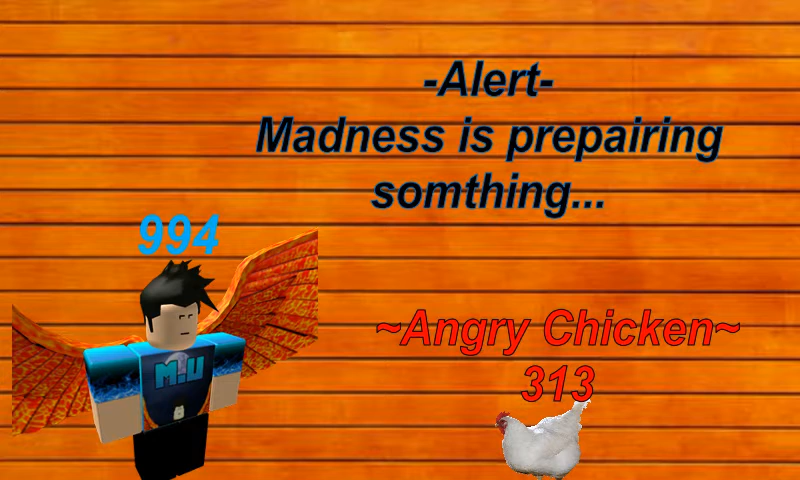 -Alert-
Madness is prepairing
somthing...
994
~Angry Chicken~
313
M.U